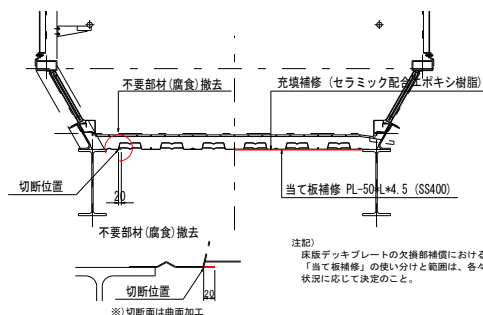 不要部材(腐食)撤去
充填補修 (セラミック配合エポキシ樹脂)
切断位置
20
当て板補修 PL-50*L*4.5 (SS400)
不要部材(腐食)撤去
注記)
床版デッキプレートの欠損部補償における
「当て板補修」の使い分けと範囲は、各々
状況に応じて決定のこと。
切断位置
20
※)切断面は曲面加工